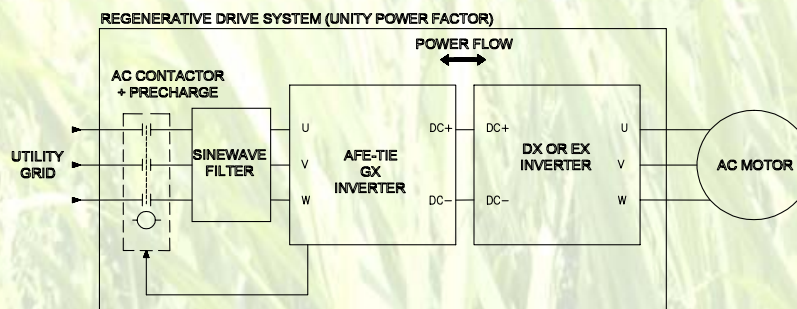 REGENERATIVE DRIVE SYSTEM (UNITY POWER FACTOR)
POWER FLOW
AC CONTACTOR
+ PRECHARGE
UTILITY
GRID
SINEWAVE
FILTER
U
V
W
AFE-TIE
GX
INVERTER
DC+
DC−
DC+
DC−
DX OR EX
INVERTER
U
V
W
AC MOTOR